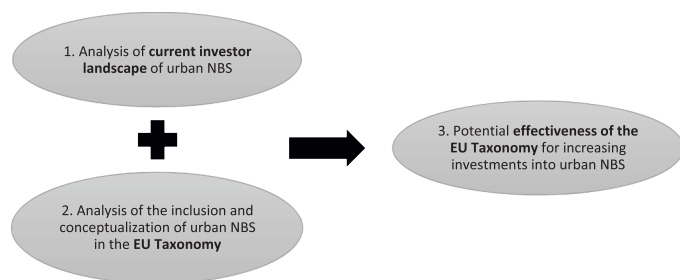 1. Analysis of current investor
landscape of urban NBS
2. Analysis of the inclusion and
conceptualization of urban NBS
in the EU Taxonomy
3. Potential effectiveness of the
EU Taxonomy for increasing
investments into urban NBS